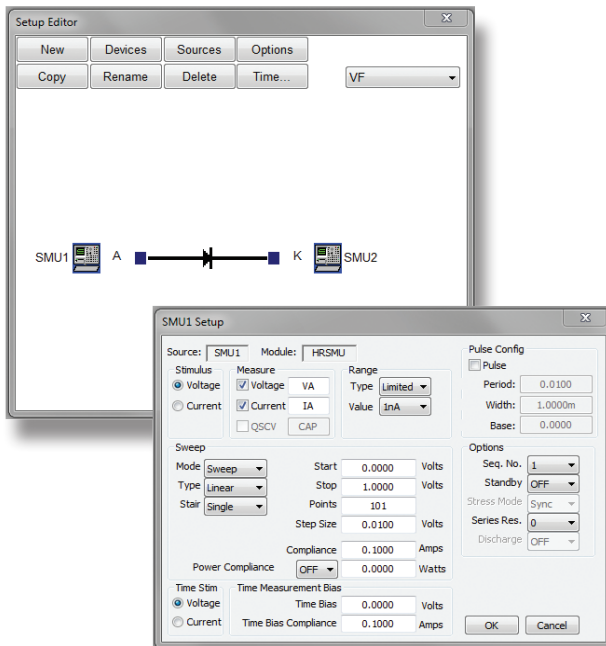 Setup Editor
New Devices Sources Options
Copy Rename Delete Time... VF
SMU1 A K SMU2
SMU1 Setup
Source: SMU1 Module: HRSMU
Stimulus Measure Range
Voltage Voltage VA Type Limited
Current Current IA Value 1nA
QSCV CAP
Pulse Config
Pulse
Period: 0.0100
Width: 1.0000m
Base: 0.0000
Sweep
Mode Sweep Start 0.0000 Volts
Type Linear Stop 1.0000 Volts
Stair Single Points 101
Step Size 0.0100 Volts
Compliance 0.1000 Amps
Power Compliance OFF 0.0000 Watts
Options
Seq. No. 1
Standby OFF
Stress Mode Sync
Series Res. 0
Discharge OFF
Time Stim Time Measurement Bias
Voltage Time Bias 0.0000 Volts
Current Time Bias Compliance 0.1000 Amps
OK Cancel